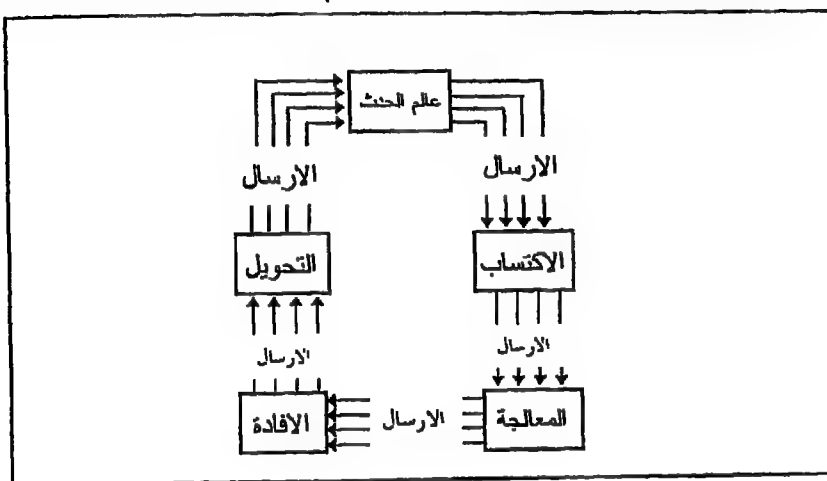 عالم الحدث
الارسال
الارسال
التحويل
الاكتساب
الارسال
الارسال
الافادة
الارسال
المعالجة